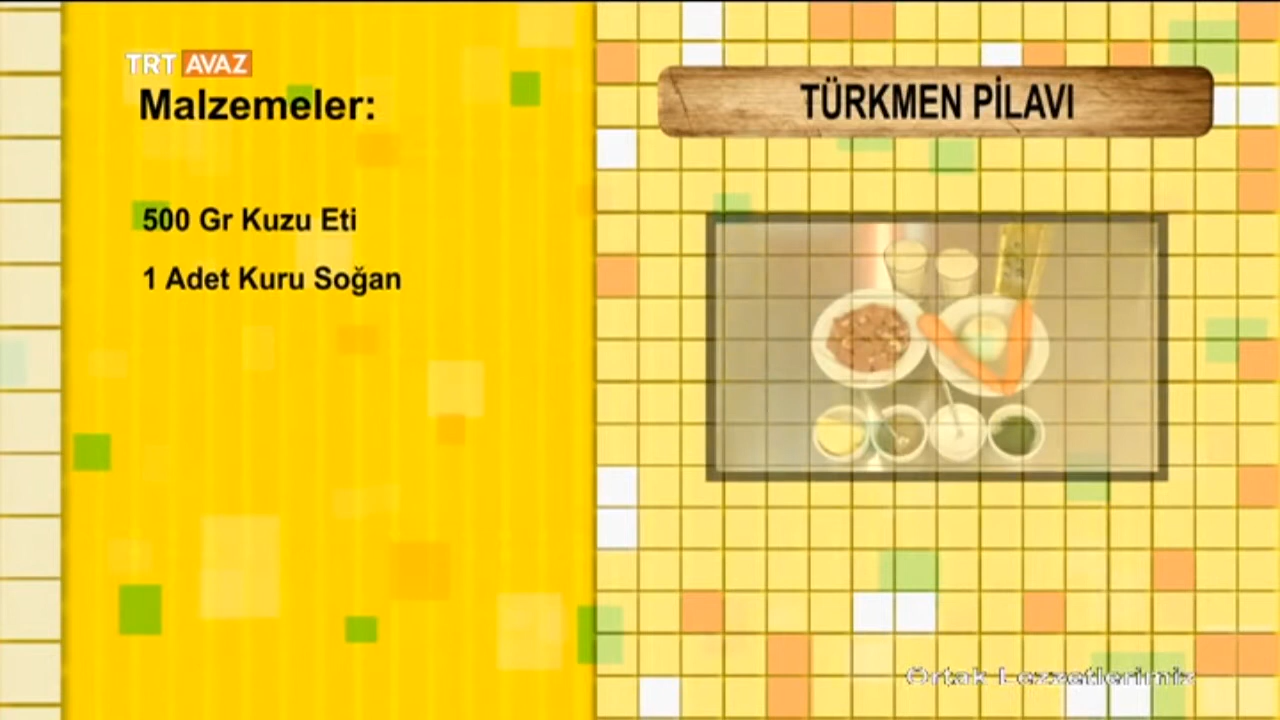 TRT AVAZ
Malzemeler:
500 Gr Kuzu Eti
1 Adet Kuru Soğan
TÜRKMEN PİLAVI
Ortak Lezzetlerimiz